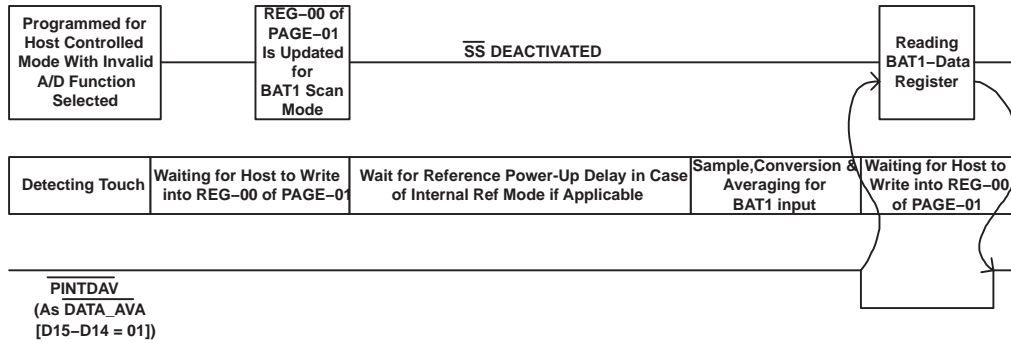 Programmed for
Host Controlled
Mode With Invalid
A/D Function
Selected
REG–00 of
PAGE–01
Is Updated
for
BAT1 Scan
Mode
SS DEACTIVATED
Reading
BAT1–Data
Register
Detecting Touch
Waiting for Host to Write
into REG–00 of PAGE–01
Wait for Reference Power-Up Delay in Case
of Internal Ref Mode if Applicable
Sample,Conversion &
Averaging for
BAT1 input
Waiting for Host to
Write into REG–00
of PAGE–01
PINTDAV
(As DATA_AVA
[D15–D14 = 01])